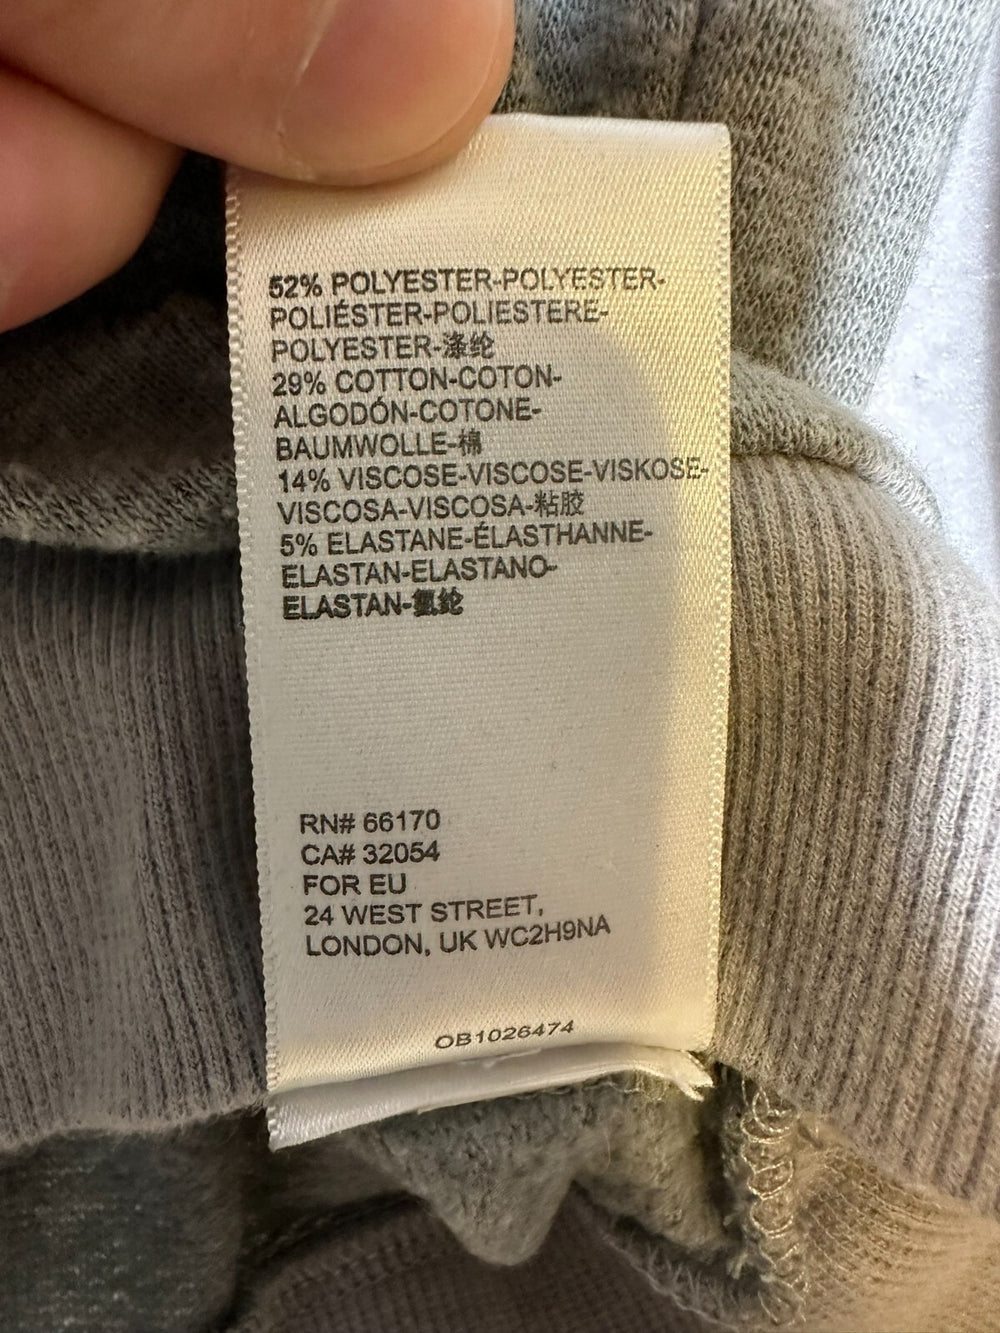 52% POLYESTER-POLYESTER-
POLIÉSTER-POLIESTERE-
POLYESTER-涤纶
29% COTTON-COTON-
ALGODÓN-COTONE-
BAUMWOLLE-棉
14% VISCOSE-VISCOSE-VISKOSE-
VISCOSA-VISCOSA-粘胶
5% ELASTANE-ÉLASTHANNE-
ELASTAN-ELASTANO-
ELASTAN-氨纶
RN# 66170
CA# 32054
FOR EU
24 WEST STREET,
LONDON, UK WC2H9NA
OB1026474